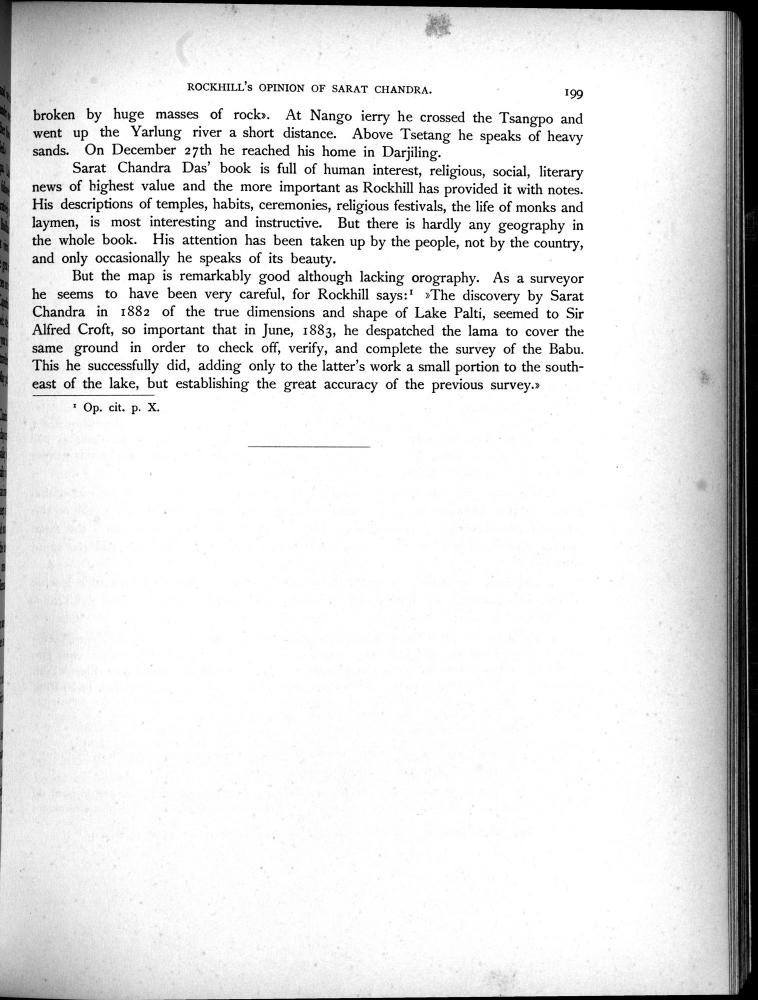 ROCKHILL'S OPINION OF SARAT CHANDRA.
199
broken by huge masses of rock». At Nango ierry he crossed the Tsangpo and
went up the Yarlung river a short distance. Above Tsetang he speaks of heavy
sands. On December 27th he reached his home in Darjiling.
Sarat Chandra Das' book is full of human interest, religious, social, literary
news of highest value and the more important as Rockhill has provided it with notes.
His descriptions of temples, habits, ceremonies, religious festivals, the life of monks and
laymen, is most interesting and instructive. But there is hardly any geography in
the whole book. His attention has been taken up by the people, not by the country,
and only occasionally he speaks of its beauty.
But the map is remarkably good although lacking orography. As a surveyor
he seems to have been very careful, for Rockhill says:¹ »The discovery by Sarat
Chandra in 1882 of the true dimensions and shape of Lake Palti, seemed to Sir
Alfred Croft, so important that in June, 1883, he despatched the lama to cover the
same ground in order to check off, verify, and complete the survey of the Babu.
This he successfully did, adding only to the latter's work a small portion to the south-
east of the lake, but establishing the great accuracy of the previous survey.»
¹ Op. cit. p. X.